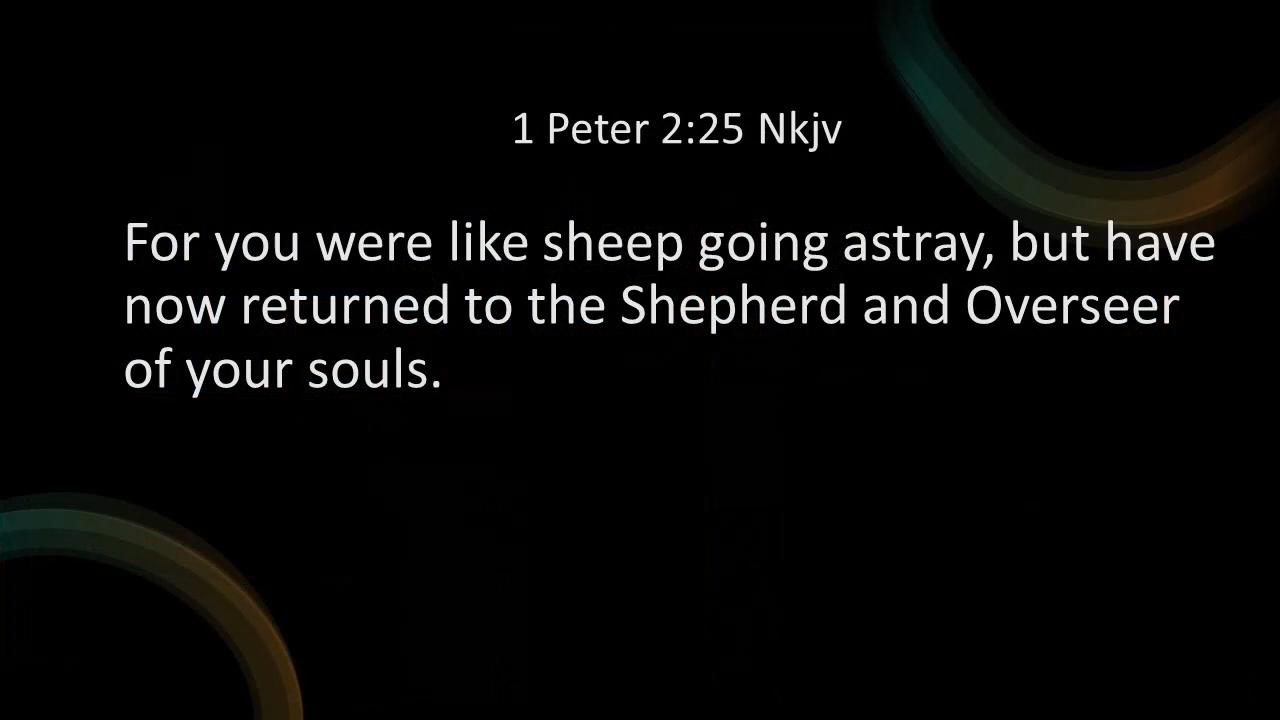 1 Peter 2:25 Nkjv
For you were like sheep going astray, but have
now returned to the Shepherd and Overseer
of your souls.